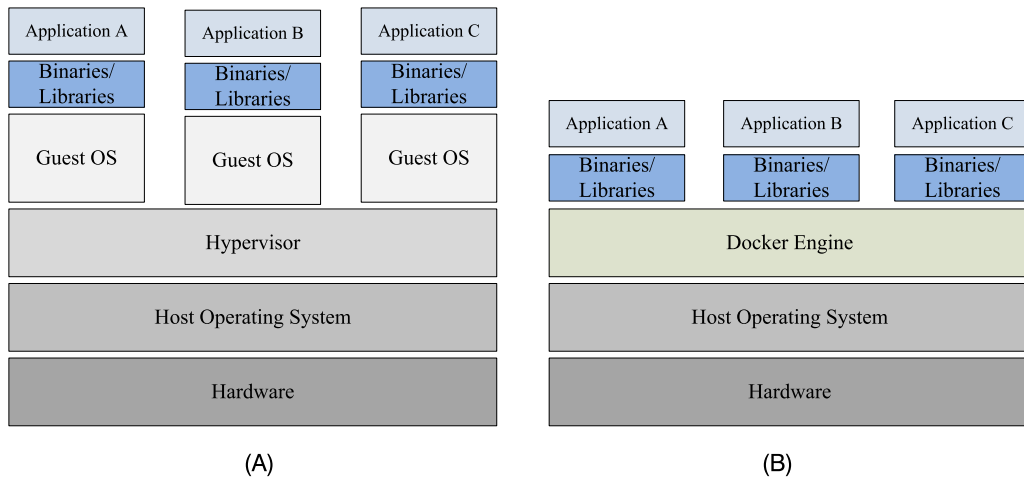 Application A
Application B
Application C
Binaries/
Libraries
Binaries/
Libraries
Binaries/
Libraries
Guest OS
Guest OS
Guest OS
Hypervisor
Host Operating System
Hardware
(A)
Application A
Application B
Application C
Binaries/
Libraries
Binaries/
Libraries
Binaries/
Libraries
Docker Engine
Host Operating System
Hardware
(B)